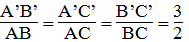 A'B'/AB = A'C'/AC = B'C'/BC = 3/2